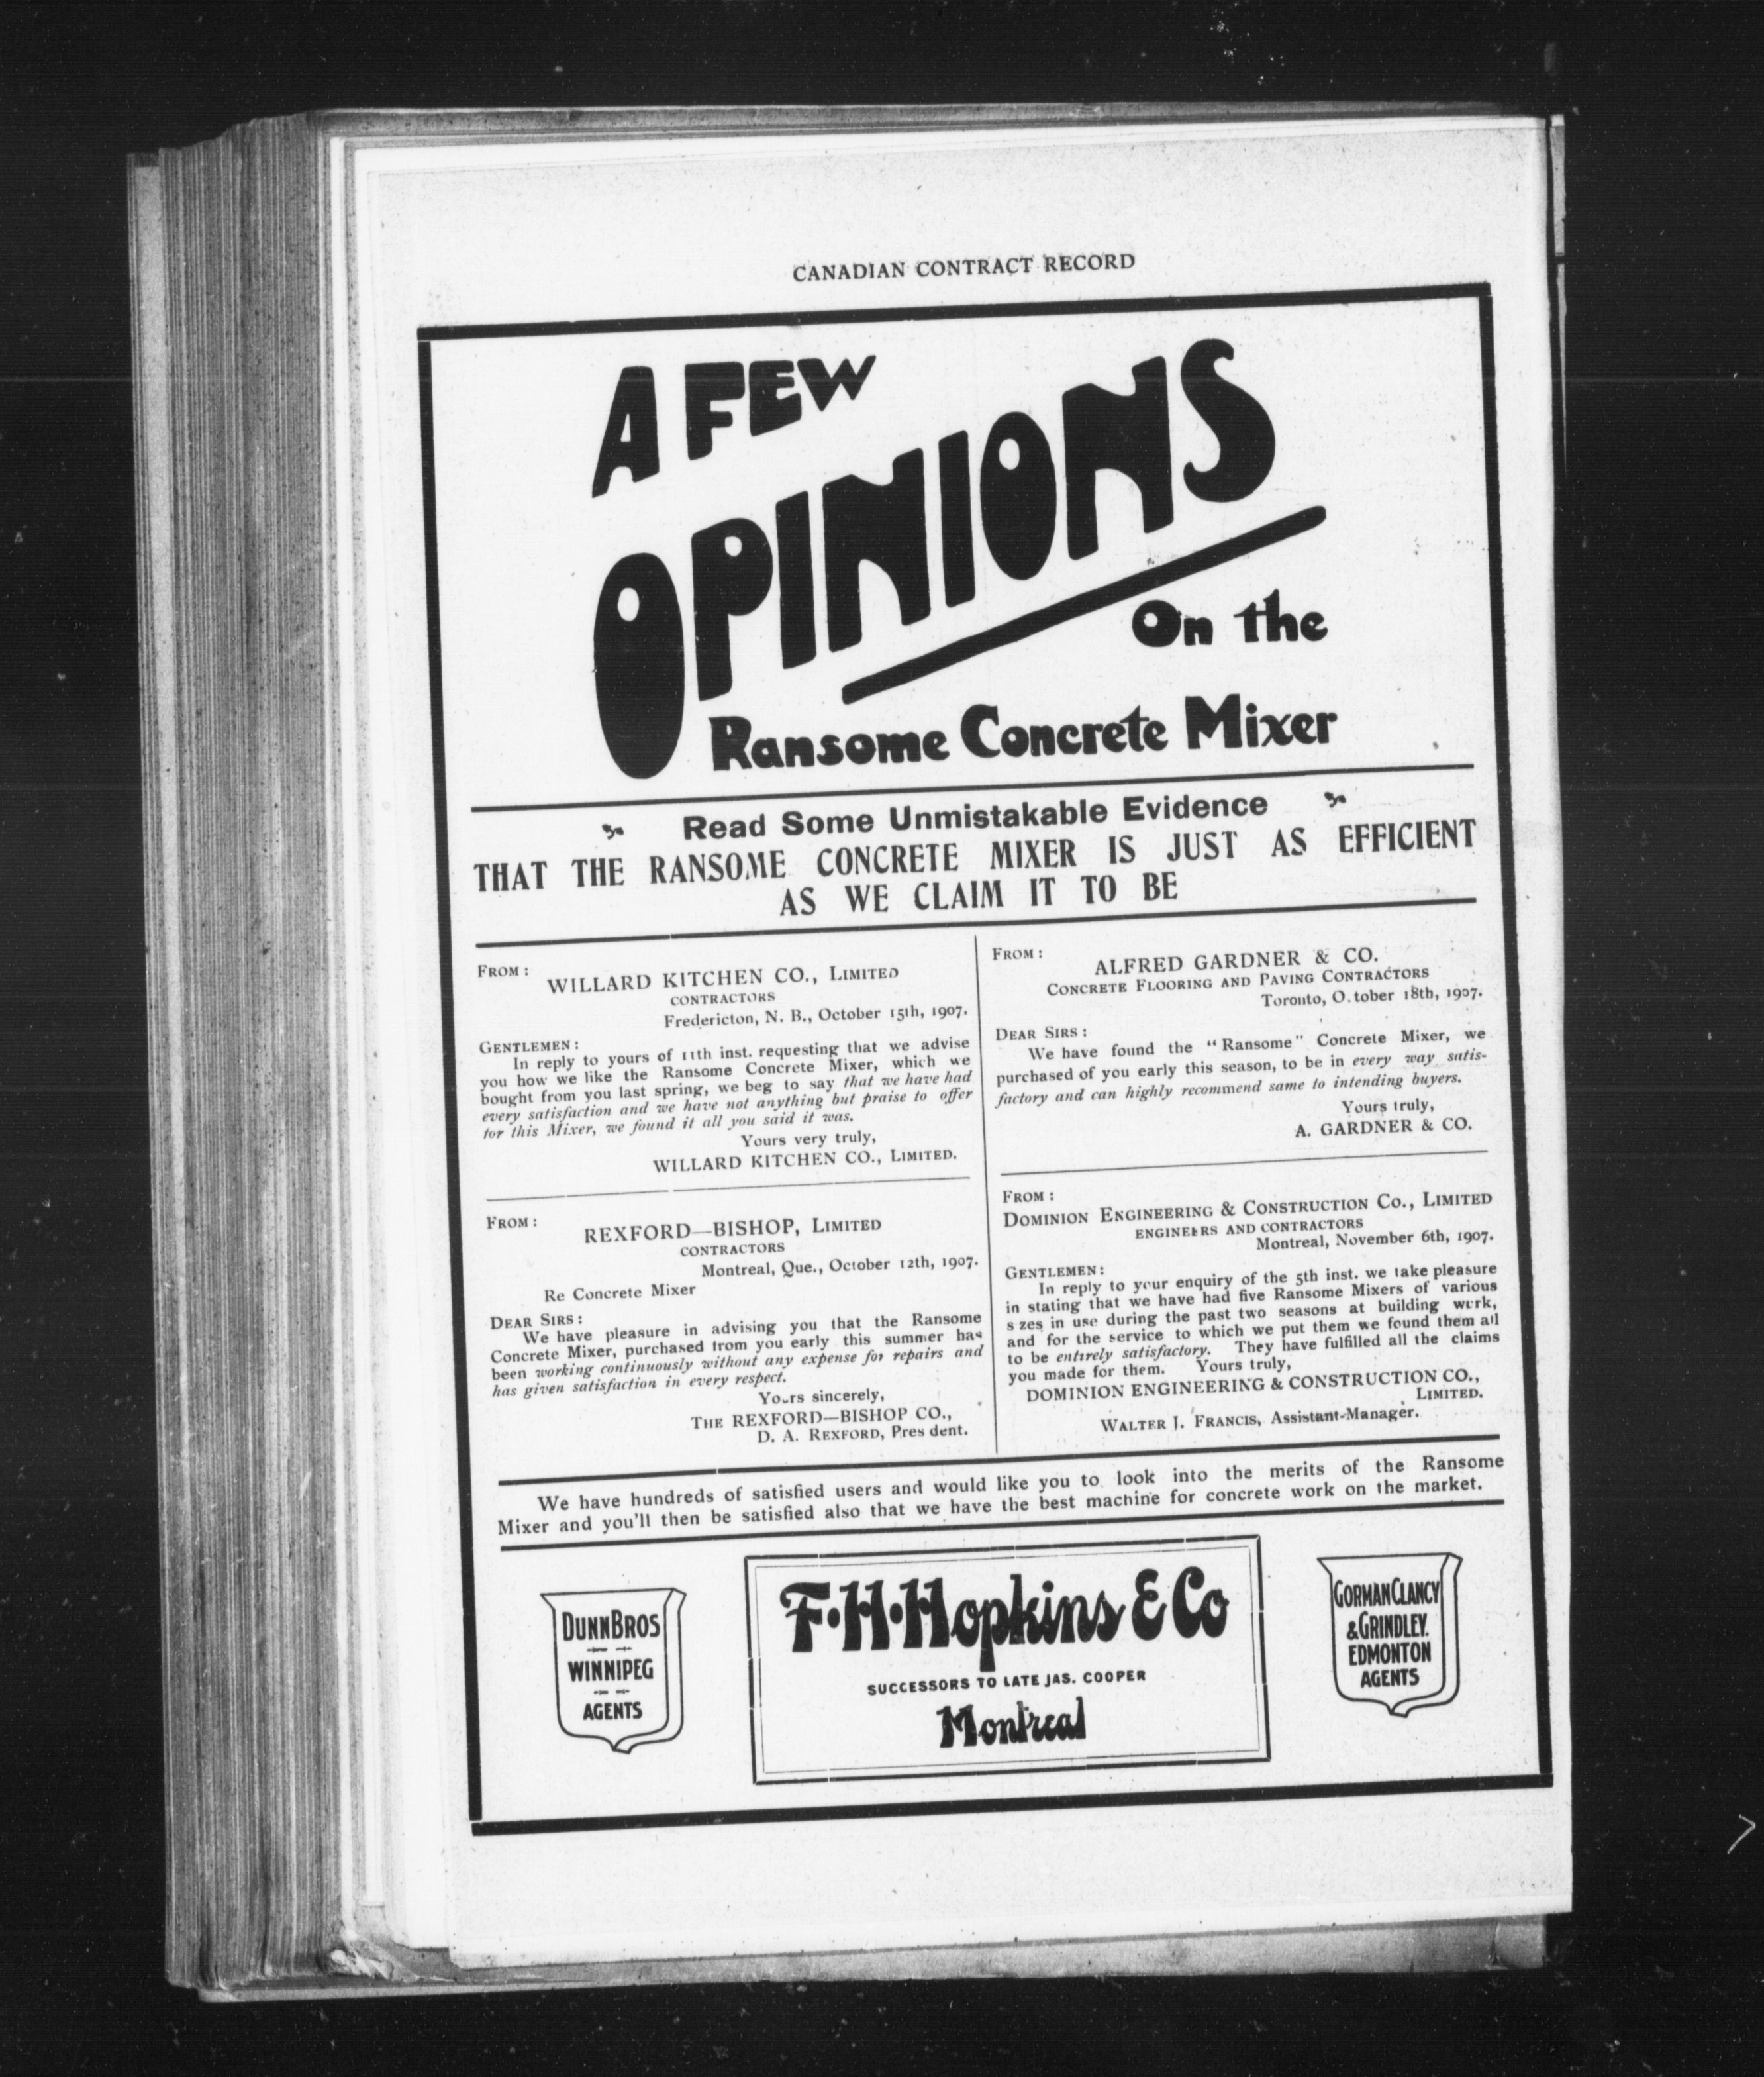 CANADIAN CONTRACT RECORD
A FEW
OPINIONS
On the
Ransome Concrete Mixer
Read Some Unmistakable Evidence
THAT THE RANSOME CONCRETE MIXER IS JUST AS EFFICIENT
AS WE CLAIM IT TO BE
FROM:
WILLARD KITCHEN CO., LIMITED
CONTRACTORS
Fredericton, N. B., October 15th, 1907.
GENTLEMEN:
In reply to yours of 11th inst. requesting that we advise
you how we like the Ransome Concrete Mixer, which we
bought from you last spring, we beg to say that we have had
every satisfaction and we have not anything but praise to offer
for this Mixer, we found it all you said it was.
Yours very truly,
WILLARD KITCHEN CO., LIMITED.
FROM:
REXFORD—BISHOP, LIMITED
CONTRACTORS
Montreal, Que., October 12th, 1907.
Re Concrete Mixer
DEAR SIRS:
We have pleasure in advising you that the Ransome
Concrete Mixer, purchased from you early this summer has
been working continuously without any expense for repairs and
has given satisfaction in every respect.
Yours sincerely,
THE REXFORD—BISHOP CO.,
D. A. REXFORD, Pres dent.
FROM:
ALFRED GARDNER & CO.
CONCRETE FLOORING AND PAVING CONTRACTORS
Toronto, O.tober 18th, 1907.
DEAR SIRS:
We have found the "Ransome" Concrete Mixer, we
purchased of you early this season, to be in every way satis-
factory and can highly recommend same to intending buyers.
Yours truly,
A. GARDNER & CO.
FROM:
DOMINION ENGINEERING & CONSTRUCTION CO., LIMITED
ENGINEERS AND CONTRACTORS
Montreal, November 6th, 1907.
GENTLEMEN:
In reply to your enquiry of the 5th inst. we take pleasure
in stating that we have had five Ransome Mixers of various
s zes in use during the past two seasons at building work,
and for the service to which we put them we found them all
to be entirely satisfactory. They have fulfilled all the claims
you made for them. Yours truly,
DOMINION ENGINEERING & CONSTRUCTION CO.,
LIMITED.
WALTER J. FRANCIS, Assistant-Manager.
We have hundreds of satisfied users and would like you to look into the merits of the Ransome
Mixer and you'll then be satisfied also that we have the best machine for concrete work on the market.
DUNN BROS
WINNIPEG
AGENTS
F. H. Hopkins & Co
SUCCESSORS TO LATE JAS. COOPER
Montreal
GORMAN CLANCY
& GRINDLEY.
EDMONTON
AGENTS